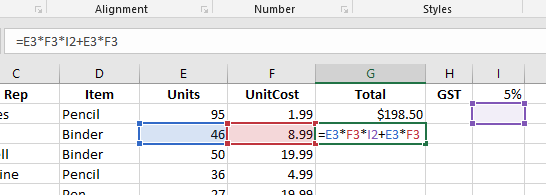 Alignment Number Styles
=E3*F3*I2+E3*F3
C D E F G H I
Rep Item Units UnitCost Total GST 5%
es Pencil 95 1.99 $198.50
Binder 46 8.99 =E3*F3*I2+E3*F3
ll Binder 50 19.99
ine Pencil 36 4.99
Pen 27 19.99